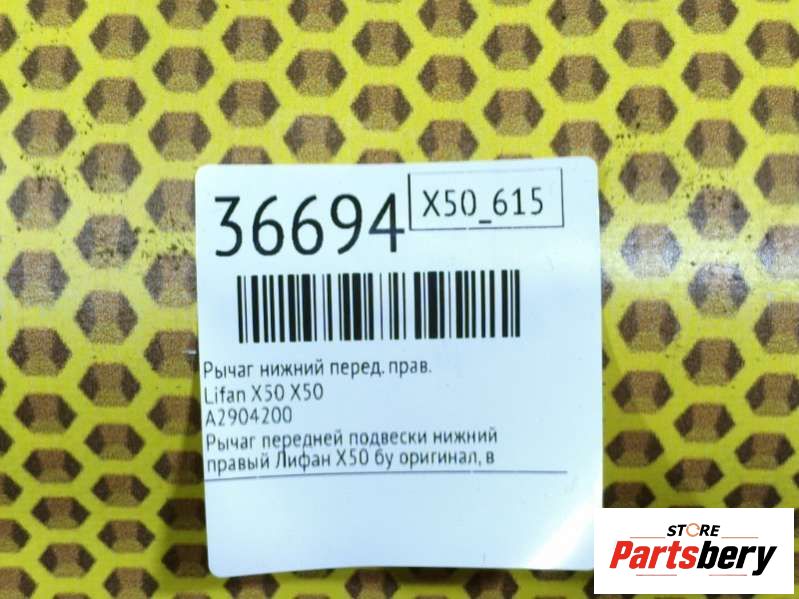 36694
X50_615
Рычаг нижний перед. прав.
Lifan X50 X50
A2904200
Рычаг передней подвески нижний
правый Лифан X50 бу оригинал, в
STORE
Partsbery